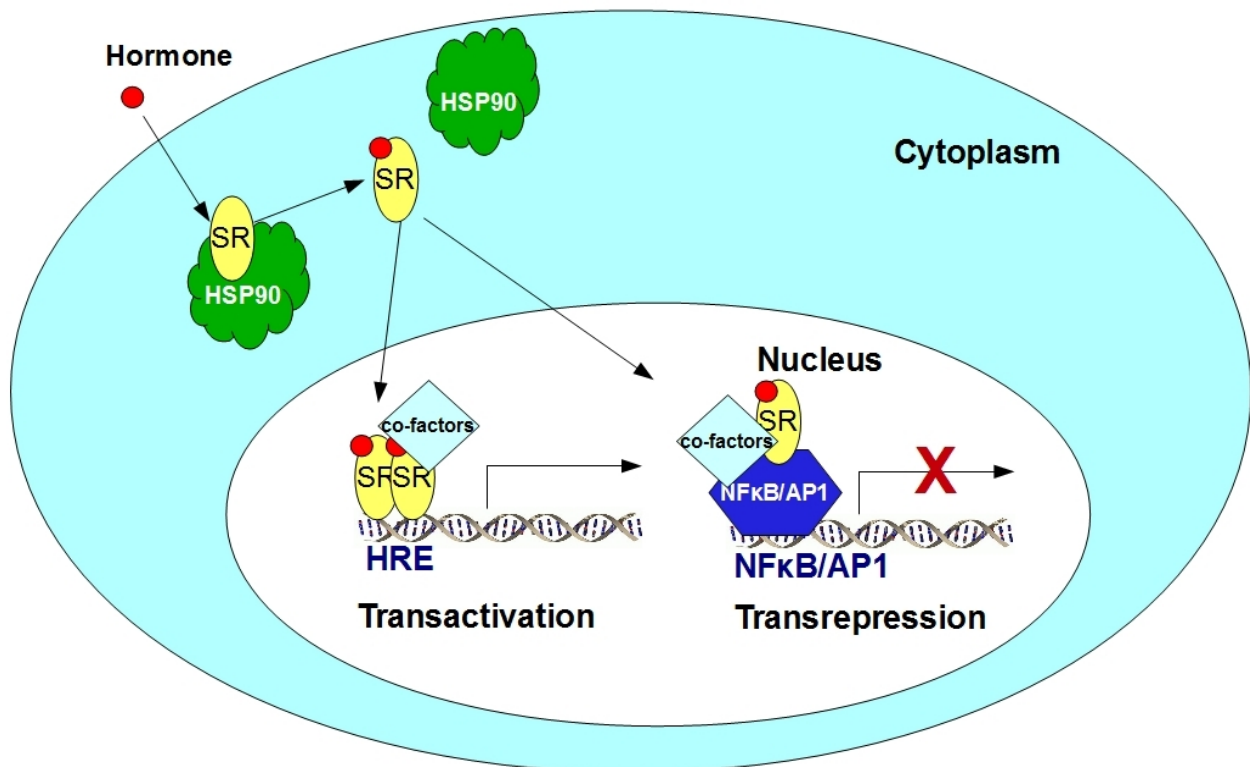 Hormone
HSP90
Cytoplasm
SR
SR
HSP90
Nucleus
co-factors
SR
co-factors
SR
SR
NFκB/AP1
X
HRE
NFκB/AP1
Transactivation
Transrepression